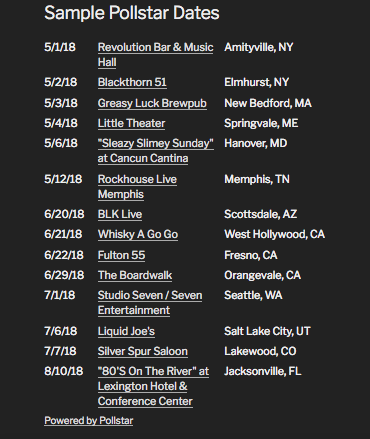 Sample Pollstar Dates
5/1/18 Revolution Bar & Music Amityville, NY
Hall
5/2/18 Blackthorn 51 Elmhurst, NY
5/3/18 Greasy Luck Brewpub New Bedford, MA
5/4/18 Little Theater Springvale, ME
5/6/18 "Sleazy Slimey Sunday" Hanover, MD
at Cancun Cantina
5/12/18 Rockhouse Live Memphis, TN
Memphis
6/20/18 BLK Live Scottsdale, AZ
6/21/18 Whisky A Go Go West Hollywood, CA
6/22/18 Fulton 55 Fresno, CA
6/29/18 The Boardwalk Orangevale, CA
7/1/18 Studio Seven / Seven Seattle, WA
Entertainment
7/6/18 Liquid Joe's Salt Lake City, UT
7/7/18 Silver Spur Saloon Lakewood, CO
8/10/18 "80'S On The River" at Jacksonville, FL
Lexington Hotel &
Conference Center
Powered by Pollstar